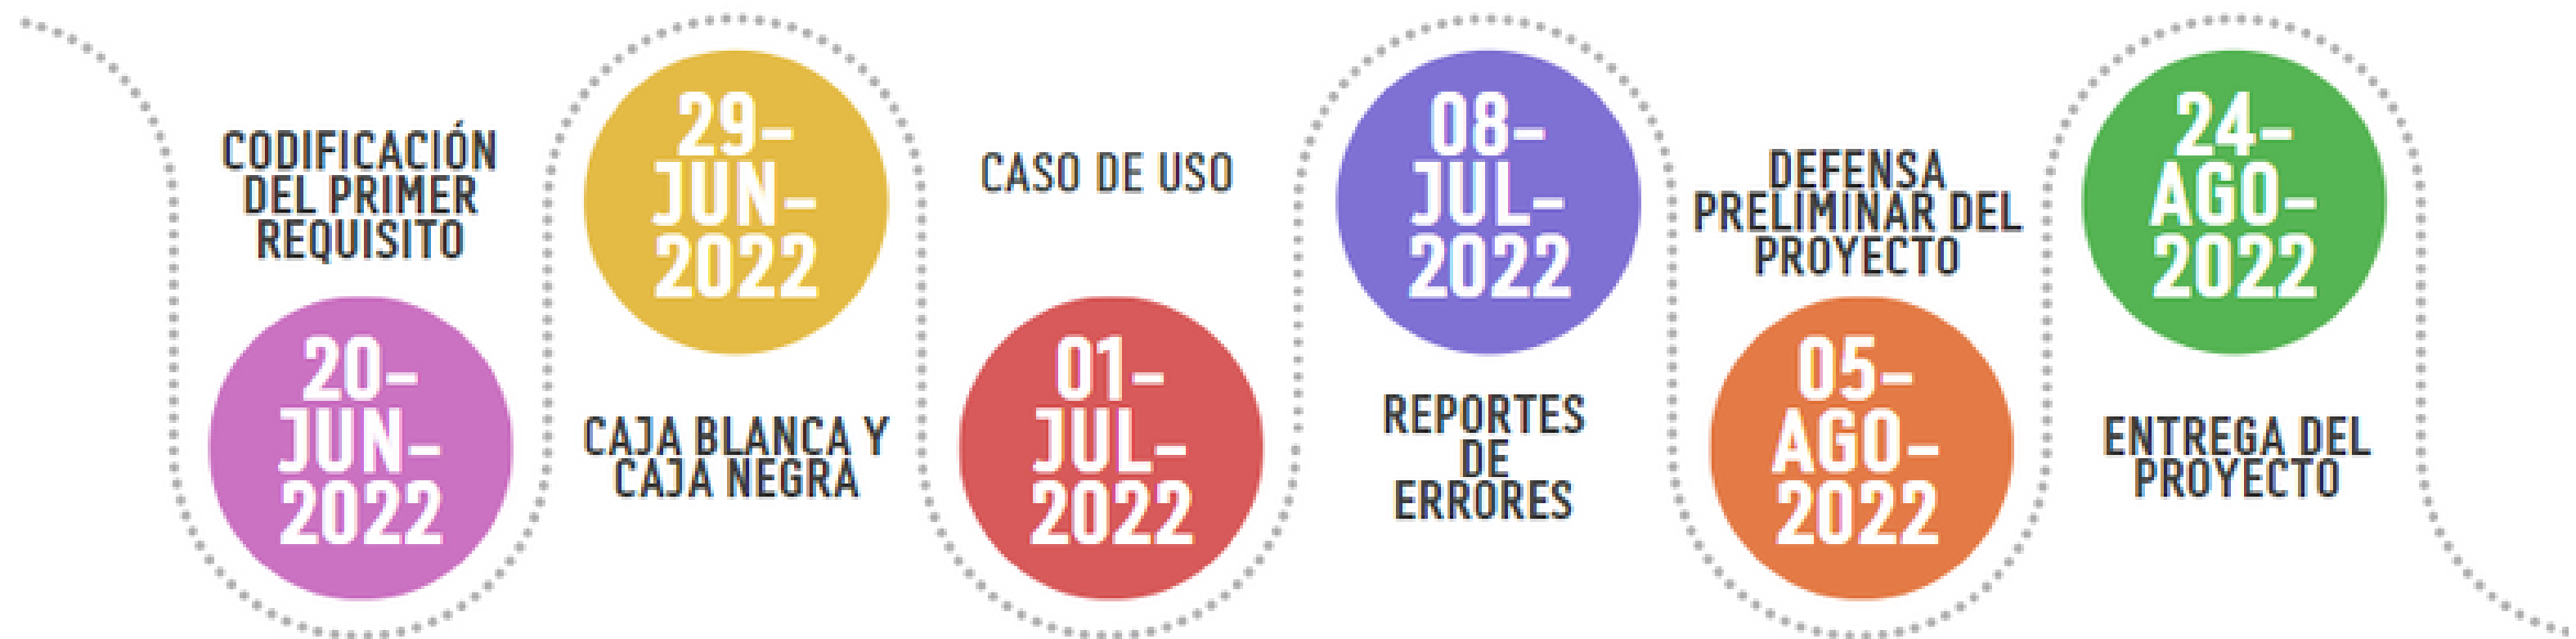 CODIFICACIÓN
DEL PRIMER
REQUISITO
20-
JUN-
2022
29-
JUN-
2022
CAJA BLANCA Y
CAJA NEGRA
CASO DE USO
01-
JUL-
2022
08-
JUL-
2022
REPORTES
DE
ERRORES
DEFENSA
PRELIMINAR DEL
PROYECTO
05-
AGO-
2022
24-
AGO-
2022
ENTREGA DEL
PROYECTO